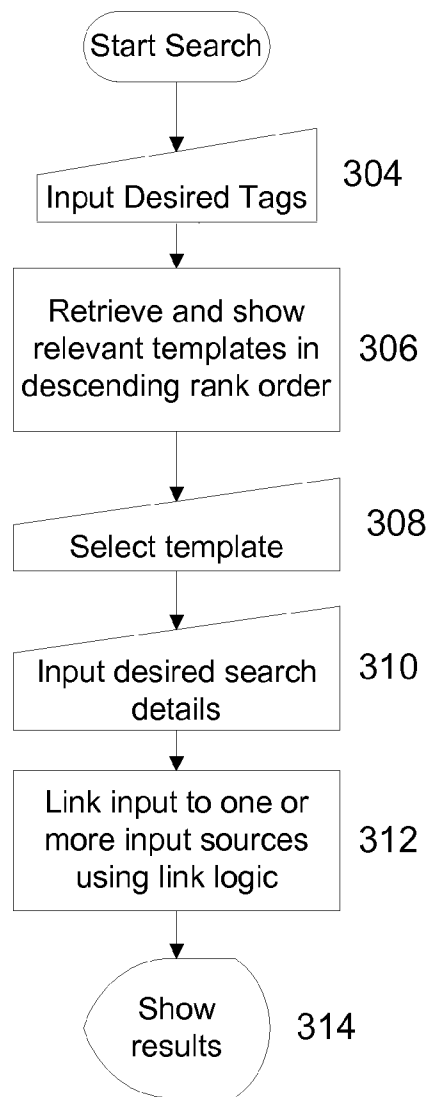 Start Search
Input Desired Tags
304
Retrieve and show
relevant templates in
descending rank order
306
Select template
308
Input desired search
details
310
Link input to one or
more input sources
using link logic
312
Show
results
314